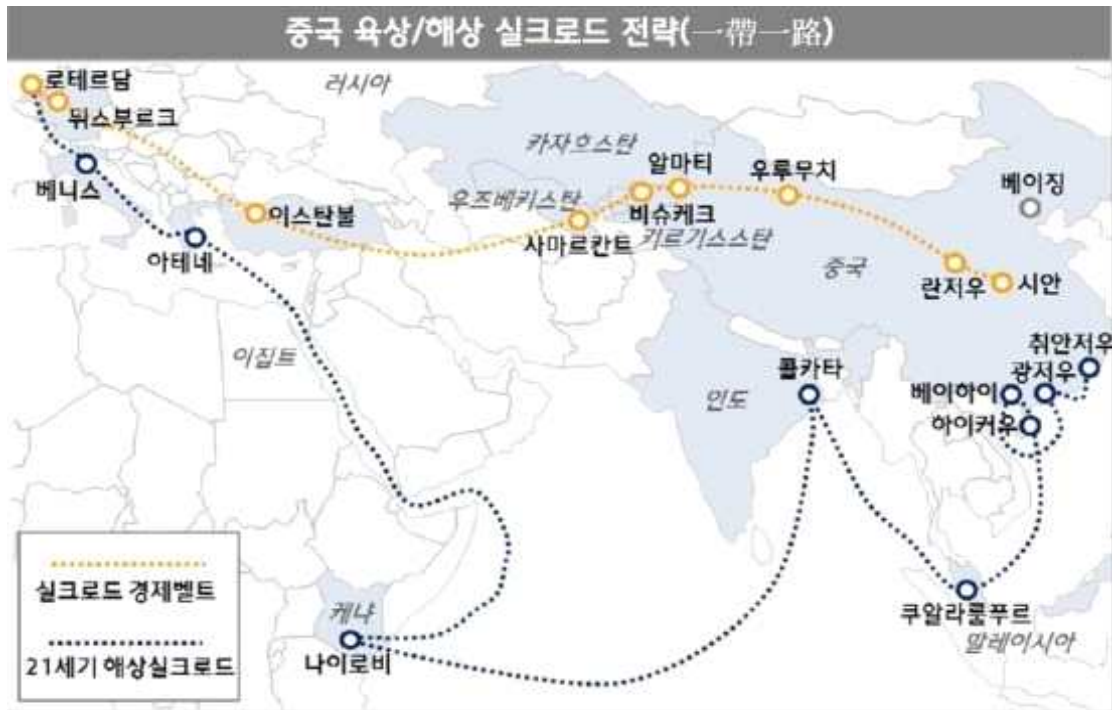 중국 육상/해상 실크로드 전략(一帶一路)
로테르담
뒤스부르크
러시아
카자흐스탄
알마티
우루무치
베이징
베니스
우즈베키스탄
이스탄불
비슈케크
사마르칸트
키르기스스탄
아테네
중국
란저우
시안
이집트
콜카타
취안저우
광저우
인도
베이하이
하이커우
실크로드 경제벨트
케냐
쿠알라룸푸르
말레이시아
나이로비
21세기 해상실크로드